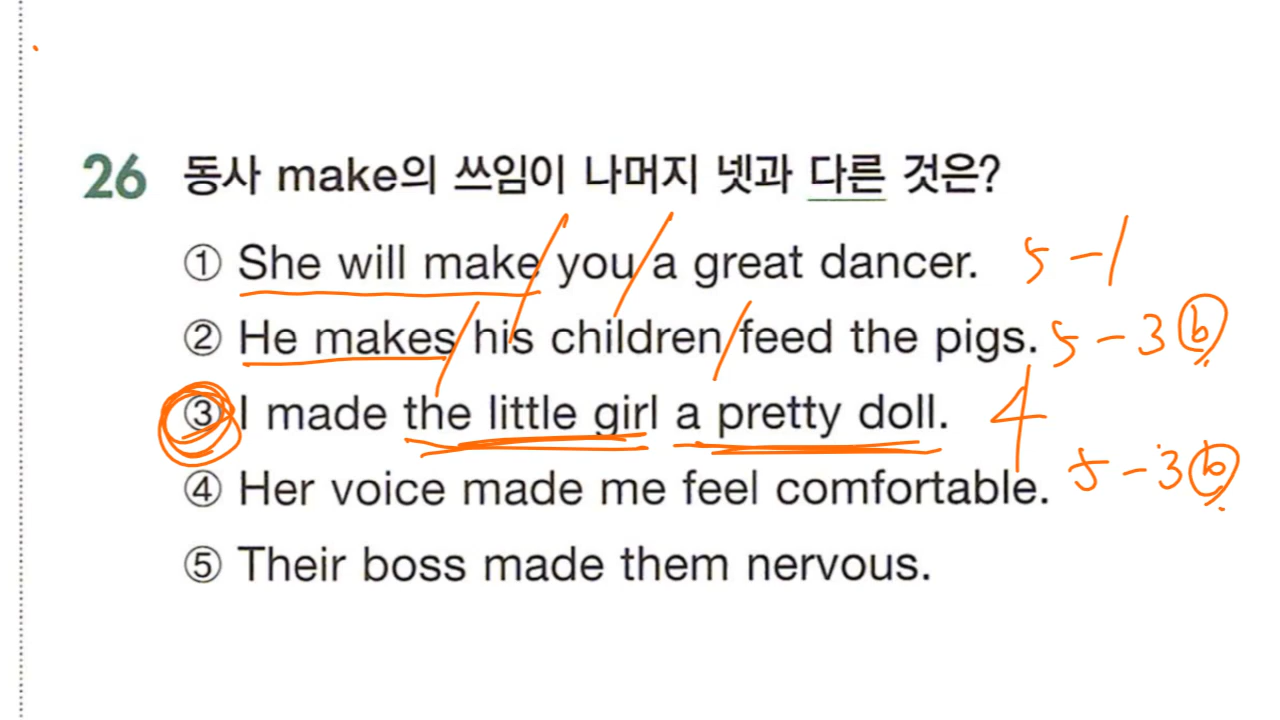 26 동사 make의 쓰임이 나머지 넷과 다른 것은?
① She will make you a great dancer. 5-1
② He makes his children feed the pigs. 5-3ⓑ
③ I made the little girl a pretty doll. 4
④ Her voice made me feel comfortable. 5-3ⓑ
⑤ Their boss made them nervous.